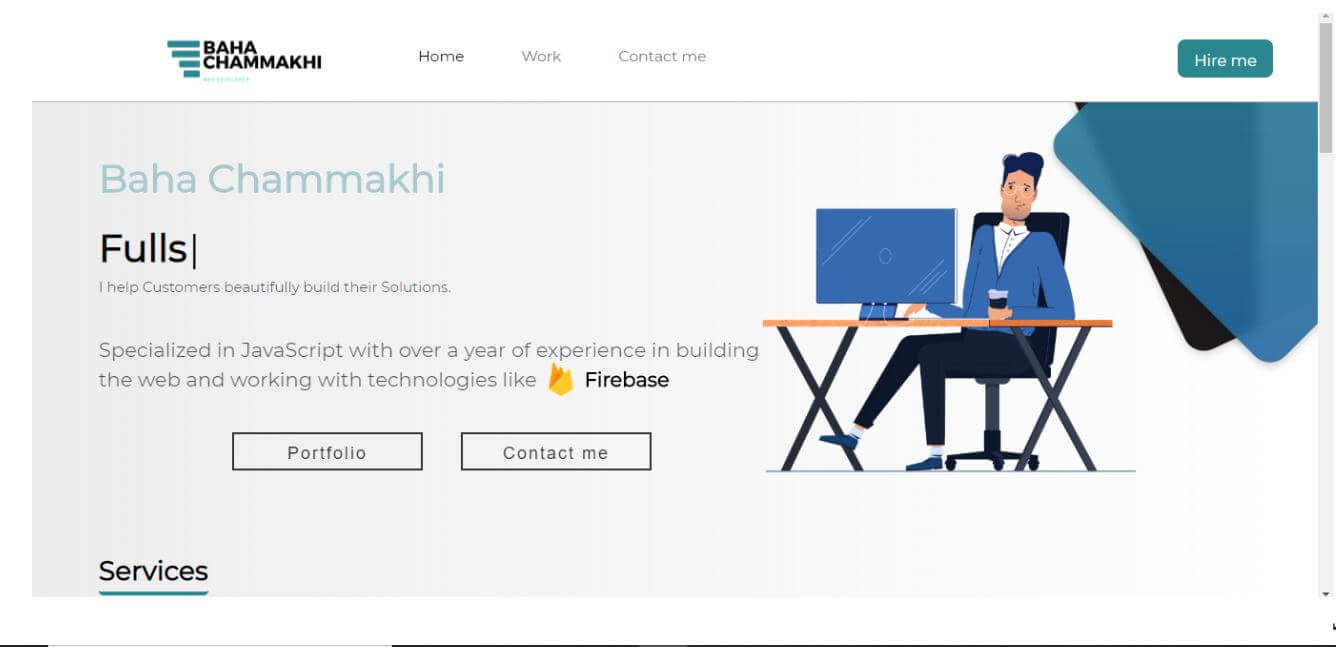 BAHA
CHAMMAKHI
Home
Work
Contact me
Hire me
Baha Chammakhi
Fulls|
I help Customers beautifully build their Solutions.
Specialized in JavaScript with over a year of experience in building
the web and working with technologies like Firebase
Portfolio
Contact me
Services